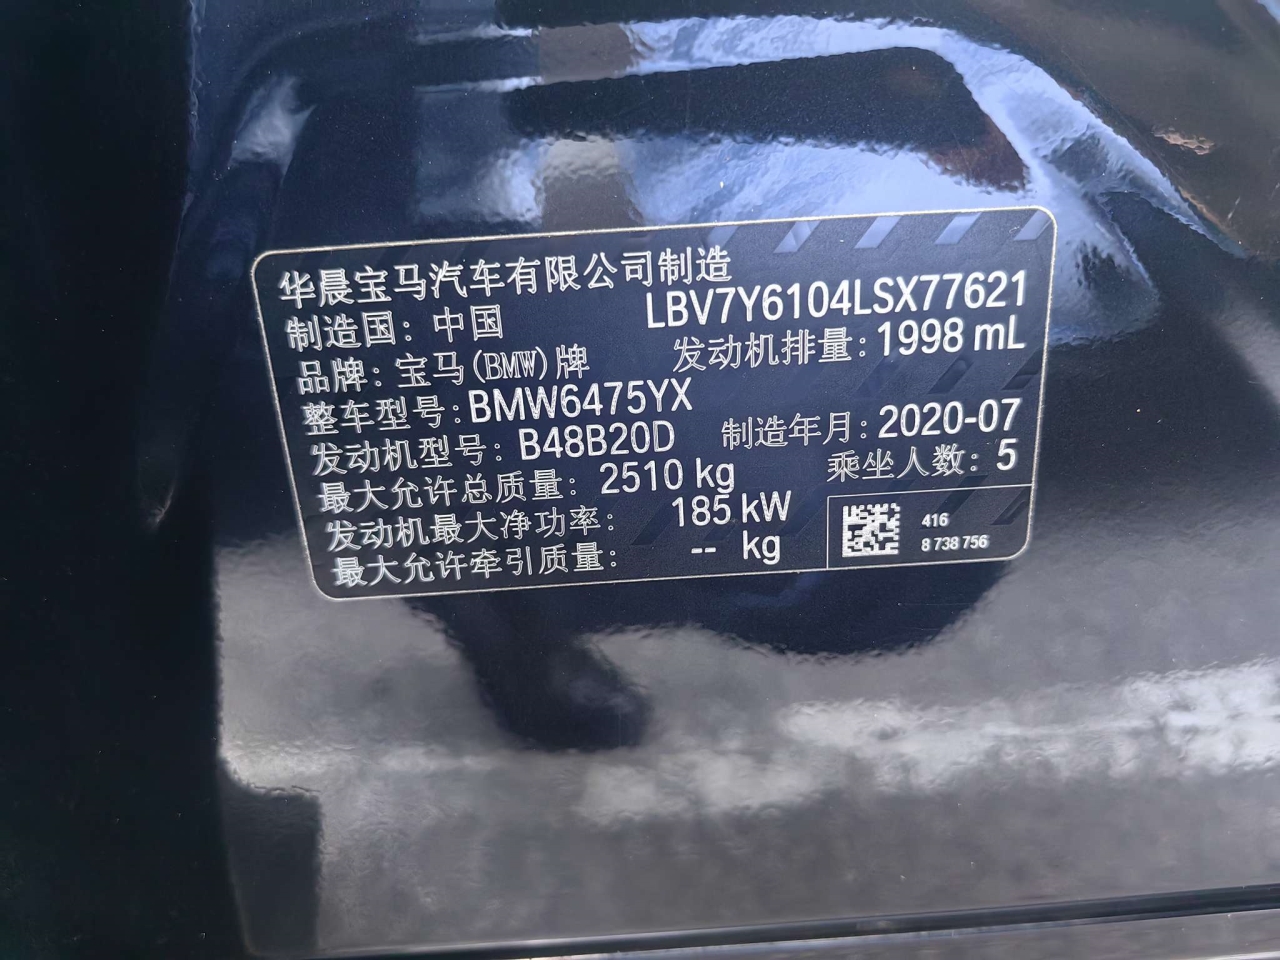 华晨宝马汽车有限公司制造
制造国：中国 LBV7Y6104LSX77621
品牌：宝马(BMW)牌 发动机排量：1998 mL
整车型号：BMW6475YX
发动机型号：B48B20D 制造年月：2020-07
最大允许总质量：2510 kg 乘坐人数：5
发动机最大净功率：185 kW
最大允许牵引质量：-- kg
416
8 738 756